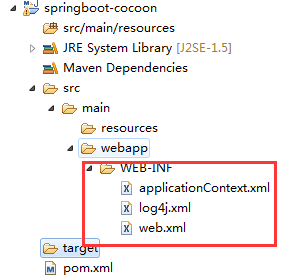 springboot-cocoon
src/main/resources
JRE System Library [J2SE-1.5]
Maven Dependencies
src
main
resources
webapp
WEB-INF
applicationContext.xml
log4j.xml
web.xml
target
pom.xml